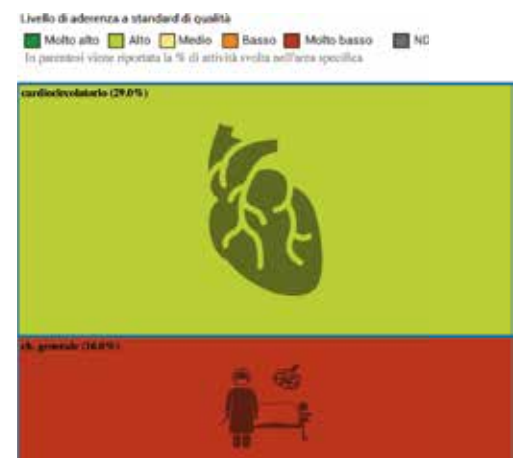 Livello di aderenza a standard di qualità
Molto alto Alto Medio Basso Molto basso ND
In parentesi viene riportata la % di attività svolta nell'area specifica
cardiocircolatorio (29.0%)
ch. generale